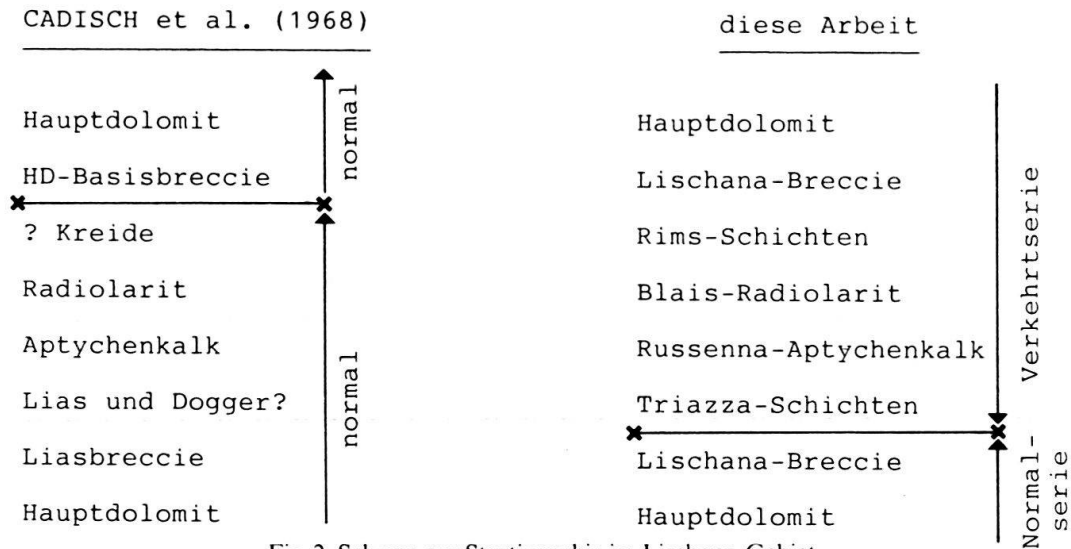 CADISCH et al. (1968)
Hauptdolomit
HD-Basisbreccie
normal
? Kreide
Radiolarit
Aptychenkalk
Lias und Dogger?
Liasbreccie
Hauptdolomit
normal
diese Arbeit
Hauptdolomit
Lischana-Breccie
Rims-Schichten
Blais-Radiolarit
Russenna-Aptychenkalk
Triazza-Schichten
Verkehrtserie
Lischana-Breccie
Hauptdolomit
Normal-
serie